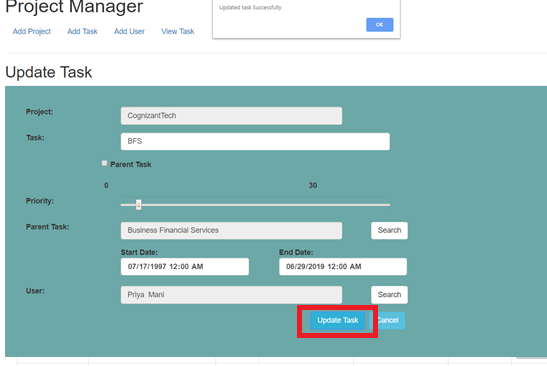 Project Manager
Updated task Successfully
OK
Add Project Add Task Add User View Task
Update Task
Project: CognizantTech
Task: BFS
Parent Task
0 30
Priority:
Parent Task: Business Financial Services Search
Start Date: End Date:
07/17/1997 12:00 AM 06/29/2019 12:00 AM
User: Priya Mani Search
Update Task Cancel